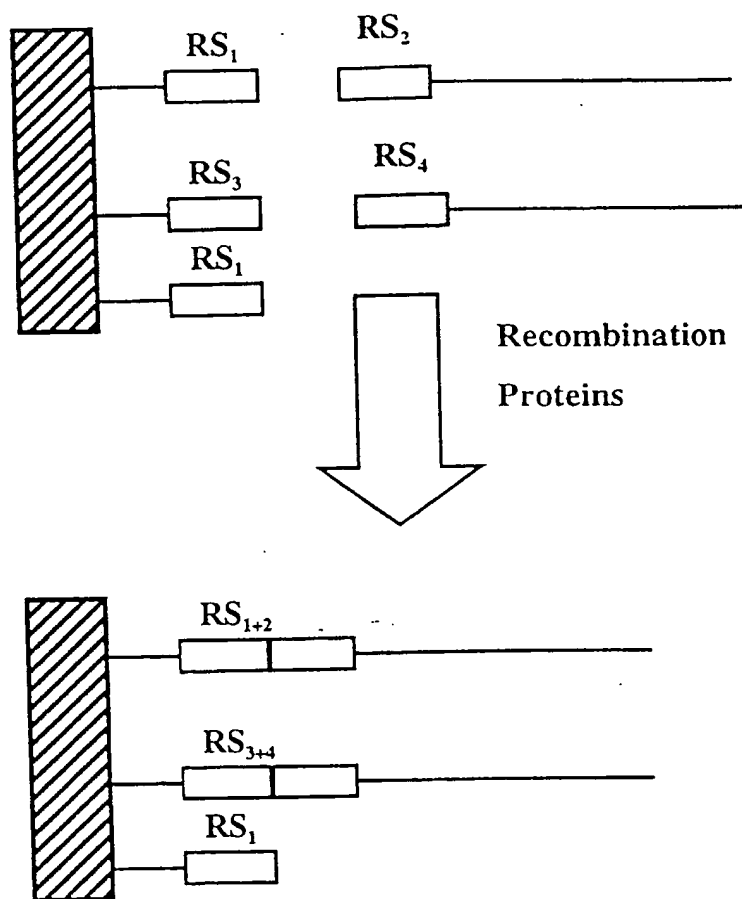 RS₁
RS₂
RS₃
RS₄
RS₁
Recombination
Proteins
RS₁₊₂
RS₃₊₄
RS₁